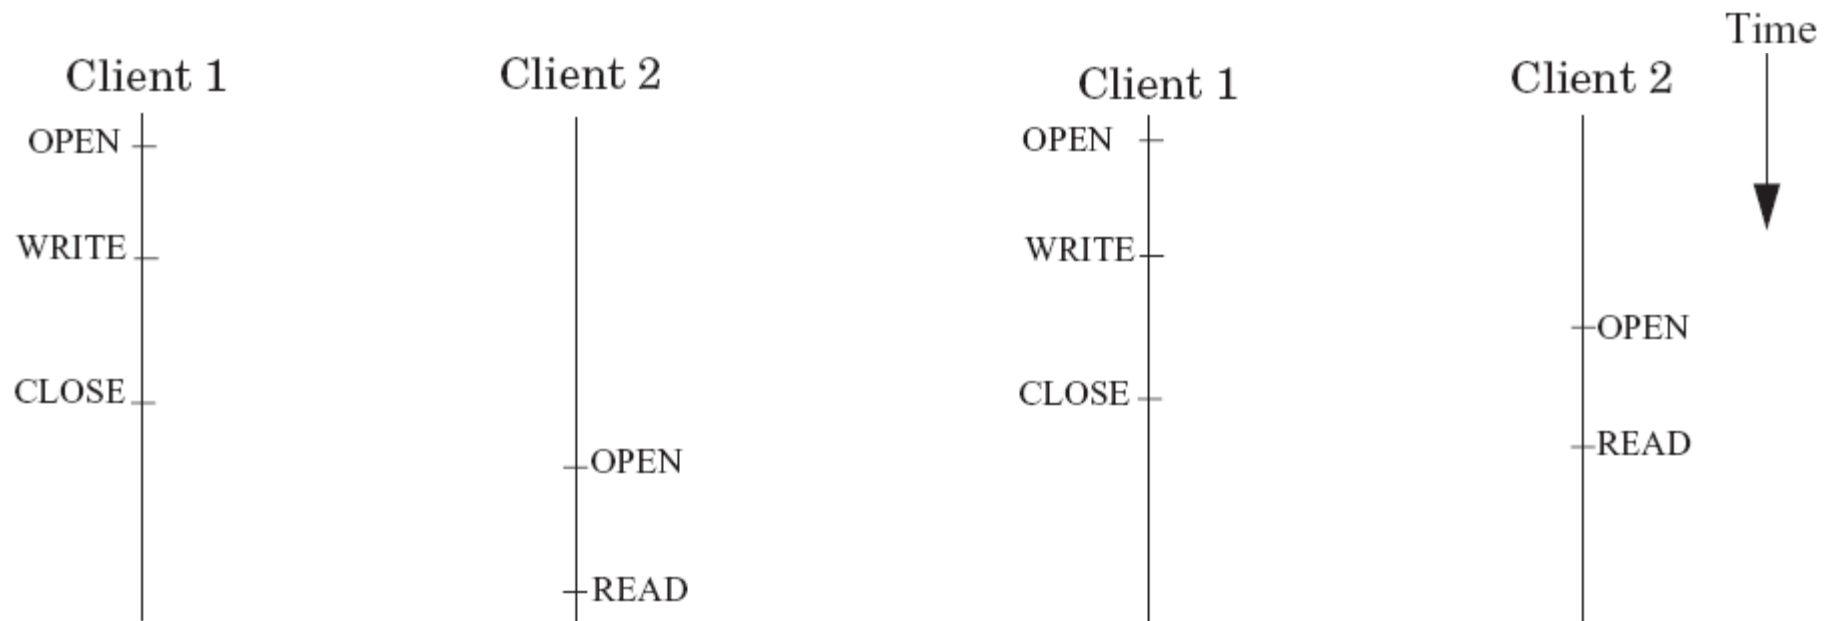 Client 1
OPEN
WRITE
CLOSE
Client 2
OPEN
READ
Client 1
OPEN
WRITE
CLOSE
Client 2
OPEN
READ
Time